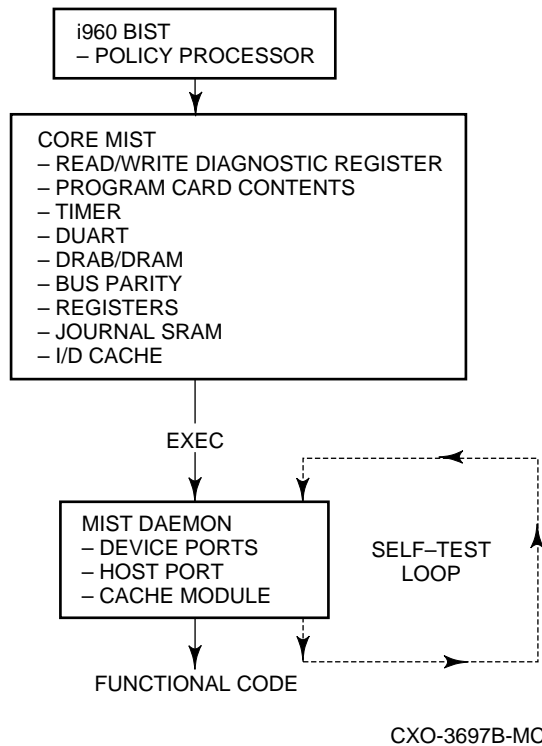 i960 BIST
– POLICY PROCESSOR
CORE MIST
– READ/WRITE DIAGNOSTIC REGISTER
– PROGRAM CARD CONTENTS
– TIMER
– DUART
– DRAB/DRAM
– BUS PARITY
– REGISTERS
– JOURNAL SRAM
– I/D CACHE
EXEC
MIST DAEMON
– DEVICE PORTS
– HOST PORT
– CACHE MODULE
SELF–TEST
LOOP
FUNCTIONAL CODE
CXO-3697B-MC